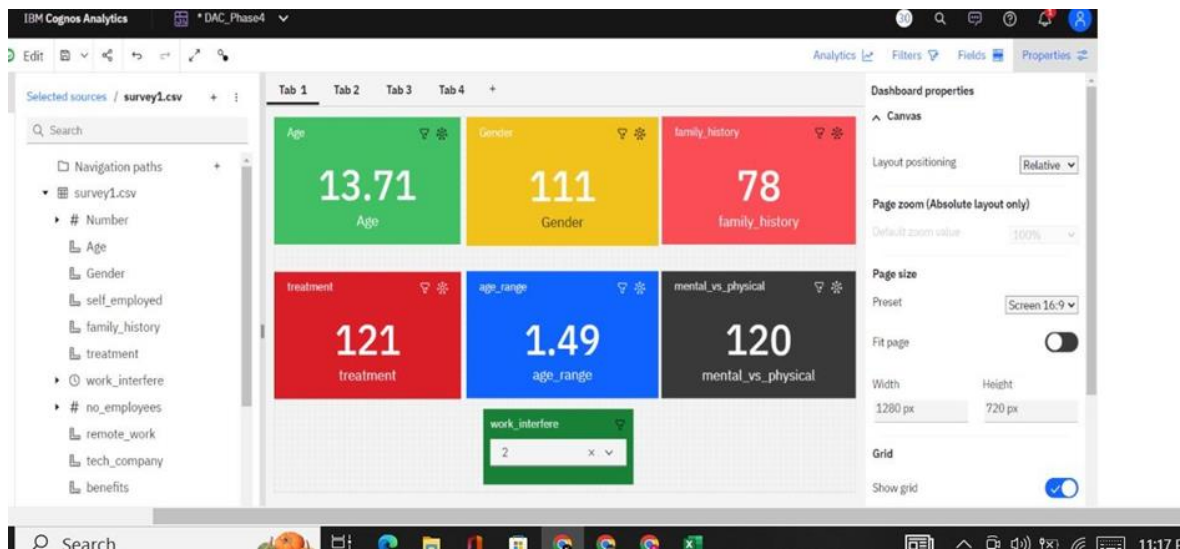 IBM Cognos Analytics * DAC_Phase4 30
Edit Analytics Filters Fields Properties
Selected sources / survey1.csv + Tab 1 Tab 2 Tab 3 Tab 4 + Dashboard properties
Canvas
Search
Age Gender family_history
13.71 111 78
Age Gender family_history
Layout positioning Relative
Navigation paths +
survey1.csv
# Number
Age
Gender
self_employed
family_history
treatment
work_interfere
# no_employees
remote_work
tech_company
benefits
treatment age_range mental_vs_physical
121 1.49 120
treatment age_range mental_vs_physical
work_interfere
2 ×
Page zoom (Absolute layout only)
Default zoom value 100%
Page size
Preset Screen 16:9
Fit page
Width Height
1280 px 720 px
Grid
Show grid
Search 11:17